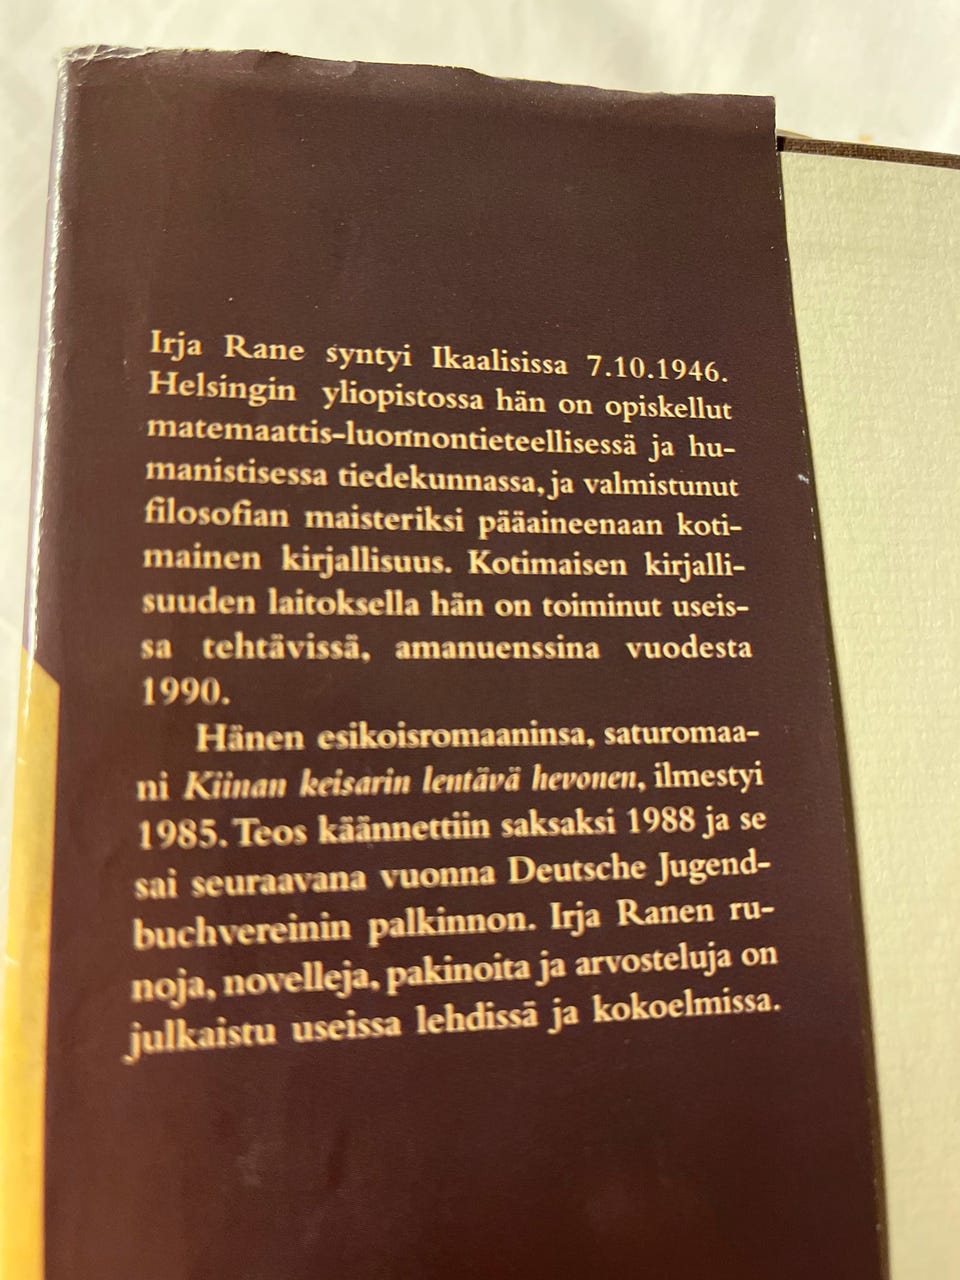 Irja Rane syntyi Ikaalisissa 7.10.1946.
Helsingin yliopistossa hän on opiskellut
matemaattis-luonnontieteellisessä ja hu-
manistisessa tiedekunnassa, ja valmistunut
filosofian maisteriksi pääaineenaan koti-
mainen kirjallisuus. Kotimaisen kirjalli-
suuden laitoksella hän on toiminut useis-
sa tehtävissä, amanuenssina vuodesta
1990.
Hänen esikoisromaaninsa, saturomaa-
ni Kiinan keisarin lentävä hevonen, ilmestyi
1985. Teos käännettiin saksaksi 1988 ja se
sai seuraavana vuonna Deutsche Jugend-
buchvereinin palkinnon. Irja Ranen ru-
noja, novelleja, pakinoita ja arvosteluja on
julkaistu useissa lehdissä ja kokoelmissa.